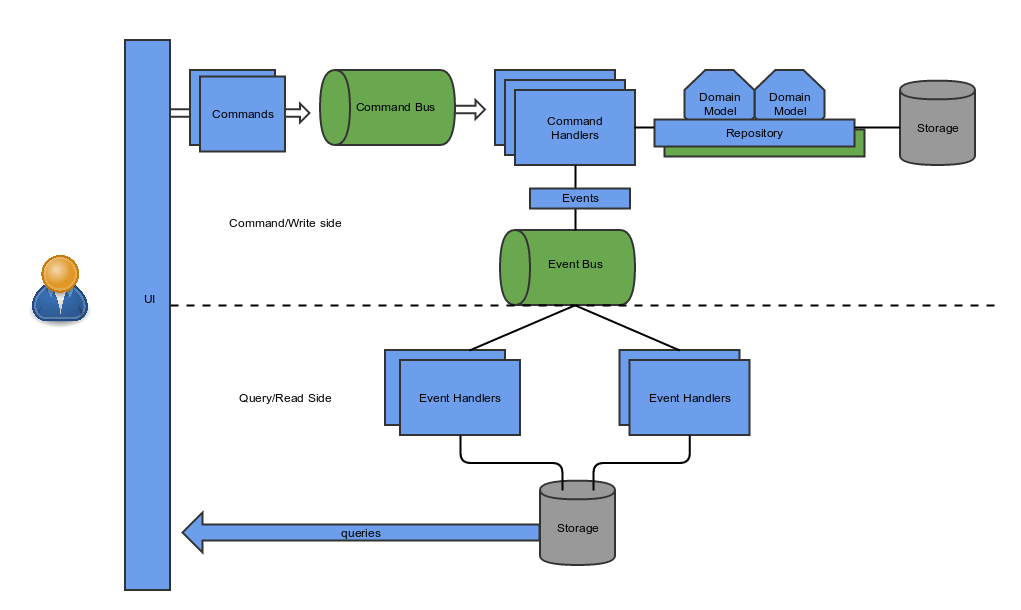 Commands
Command Bus
Command
Handlers
Domain
Model
Domain
Model
Repository
Storage
Events
Command/Write side
Event Bus
UI
Query/Read Side
Event Handlers
Event Handlers
Storage
queries